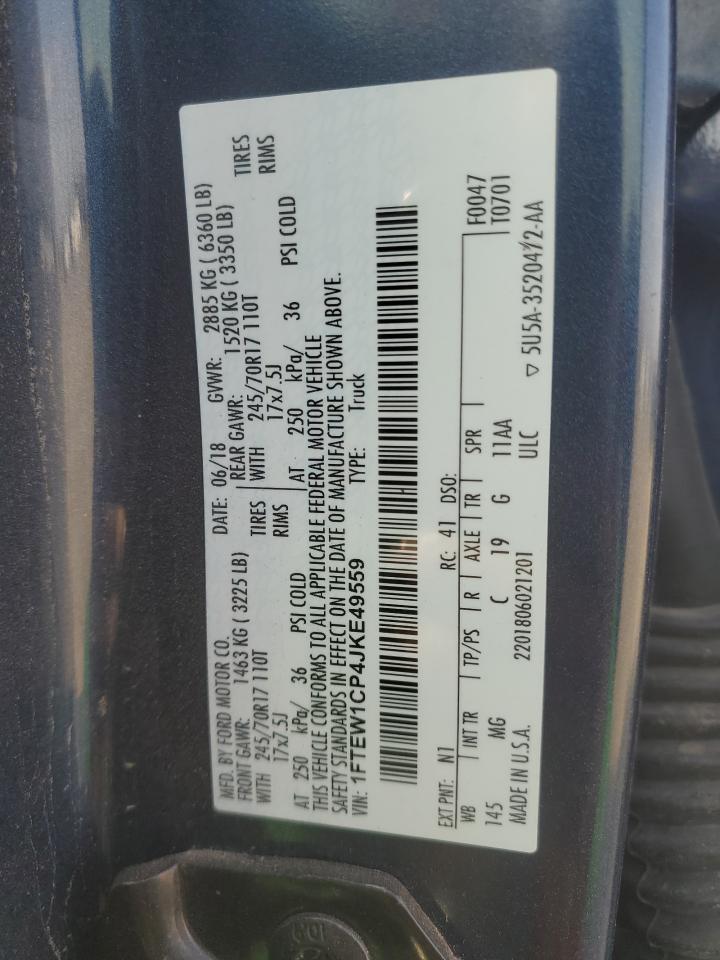 MFD. BY FORD MOTOR CO. DATE: 06/18 GVWR: 2885 KG ( 6360 LB)
FRONT GAWR: 1463 KG ( 3225 LB) REAR GAWR: 1520 KG ( 3350 LB)
WITH 245/70R17 110T TIRES WITH 245/70R17 110T TIRES
17x7.5J RIMS 17x7.5J RIMS
AT 250 kPa/ 36 PSI COLD AT 250 kPa/ 36 PSI COLD
THIS VEHICLE CONFORMS TO ALL APPLICABLE FEDERAL MOTOR VEHICLE
SAFETY STANDARDS IN EFFECT ON THE DATE OF MANUFACTURE SHOWN ABOVE.
VIN: 1FTEW1CP4JKE49559 TYPE: Truck
EXT PNT: N1 RC: 41 DSO: F0047
WB INT TR TP/PS R AXLE TR SPR T0701
145 MG C 19 G 11AA
MADE IN U.S.A. 2201806021201 ULC ▽ 5U5A-3520472-AA